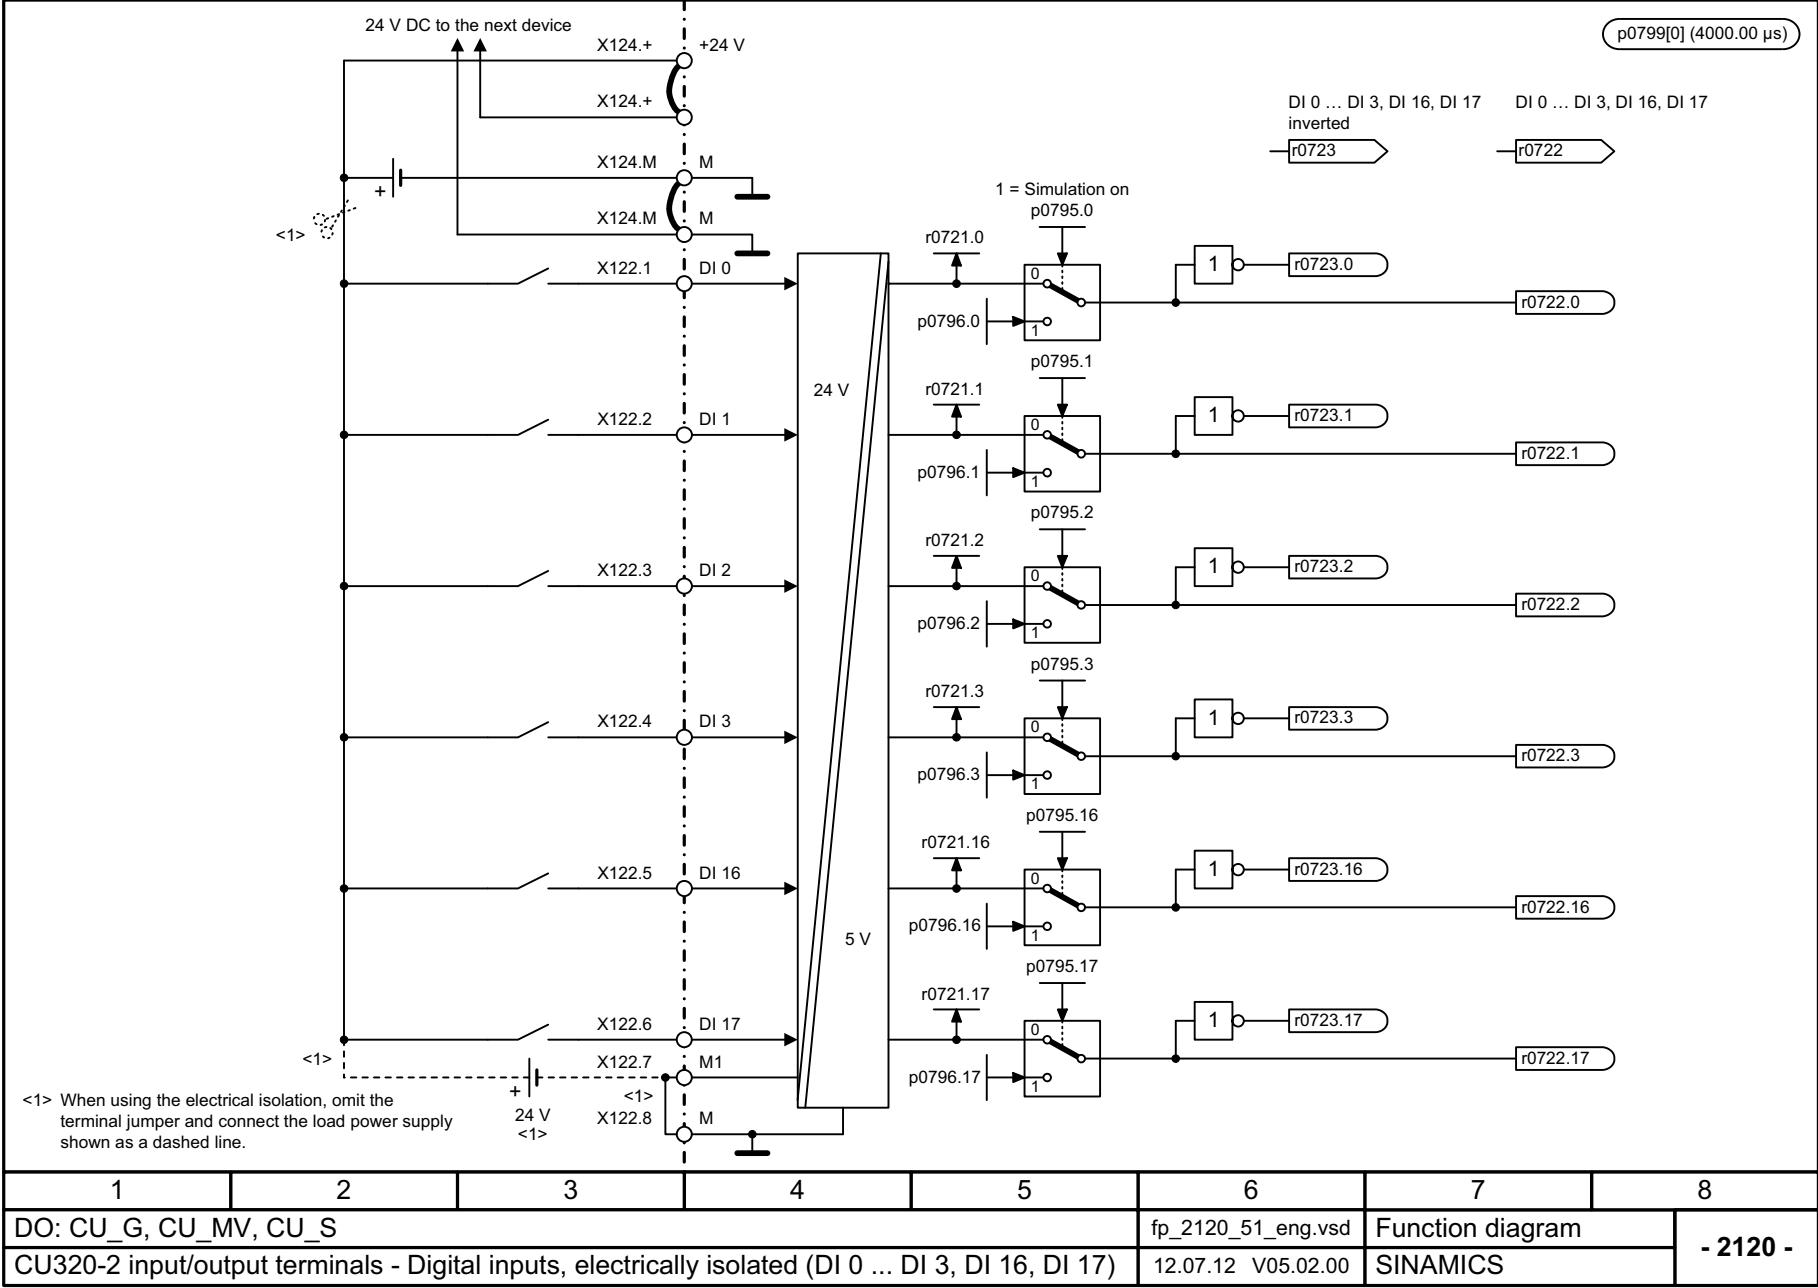 24 V DC to the next device
X124.+
+24 V
p0799[0] (4000.00 µs)
X124.+
DI 0 ... DI 3, DI 16, DI 17
inverted
DI 0 ... DI 3, DI 16, DI 17
r0723
r0722
X124.M
M
+
X124.M
M
<1>
1 = Simulation on
p0795.0
r0721.0
X122.1
DI 0
0
1
r0723.0
r0722.0
p0796.0
1
p0795.1
24 V
r0721.1
X122.2
DI 1
0
1
r0723.1
r0722.1
p0796.1
1
p0795.2
r0721.2
X122.3
DI 2
0
1
r0723.2
r0722.2
p0796.2
1
p0795.3
r0721.3
X122.4
DI 3
0
1
r0723.3
r0722.3
p0796.3
1
p0795.16
r0721.16
X122.5
DI 16
0
1
r0723.16
r0722.16
p0796.16
1
5 V
p0795.17
r0721.17
X122.6
DI 17
0
1
r0723.17
r0722.17
p0796.17
1
<1>
X122.7
M1
+
24 V
<1>
<1>
X122.8
M
<1> When using the electrical isolation, omit the
terminal jumper and connect the load power supply
shown as a dashed line.
1 2 3 4 5 6 7 8
DO: CU_G, CU_MV, CU_S
fp_2120_51_eng.vsd
Function diagram
- 2120 -
CU320-2 input/output terminals - Digital inputs, electrically isolated (DI 0 ... DI 3, DI 16, DI 17)
12.07.12 V05.02.00
SINAMICS